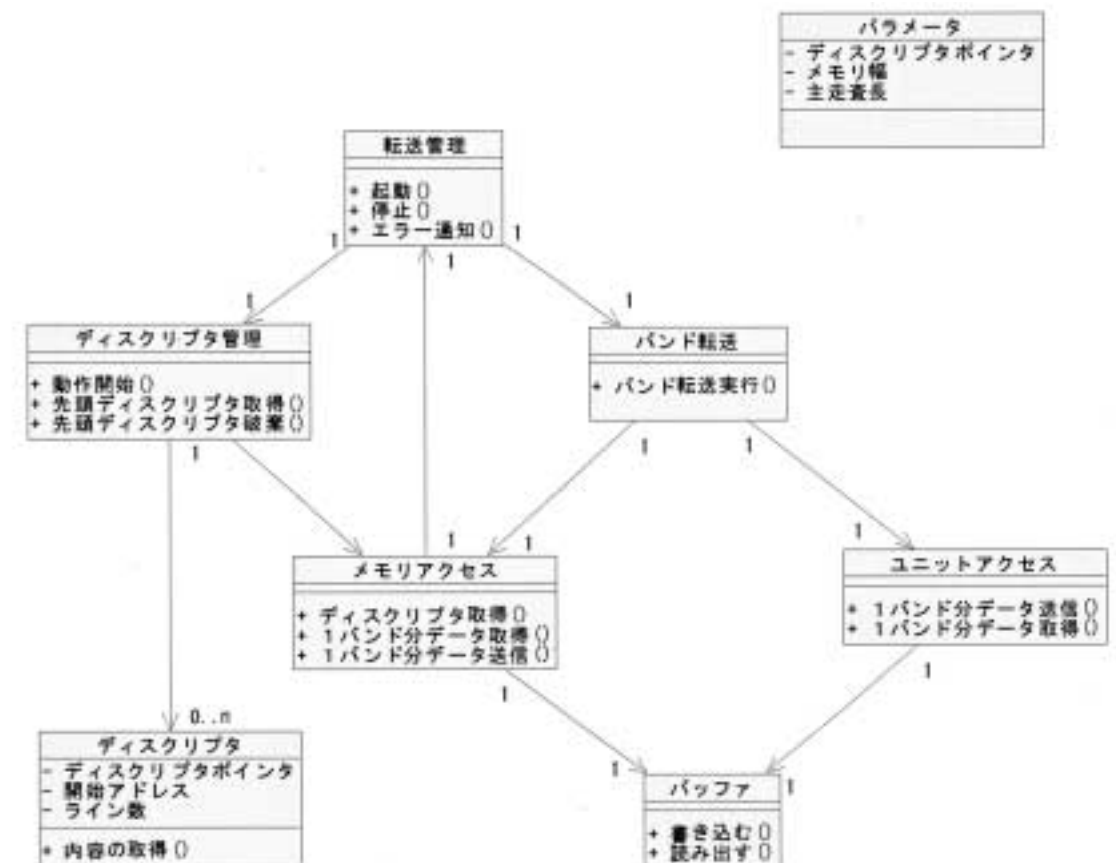 パラメータ
- ディスクリプタポインタ
- メモリ幅
- 主走査長
転送管理
+ 起動()
+ 停止()
+ エラー通知()
1
1
1
1
1
ディスクリプタ管理
+ 動作開始()
+ 先頭ディスクリプタ取得()
+ 先頭ディスクリプタ破棄()
1
バンド転送
+ バンド転送実行()
1
1
1
1
1
メモリアクセス
+ ディスクリプタ取得()
+ 1バンド分データ取得()
+ 1バンド分データ送信()
1
ユニットアクセス
+ 1バンド分データ送信()
+ 1バンド分データ取得()
1
0..n
ディスクリプタ
- ディスクリプタポインタ
- 開始アドレス
- ライン数
+ 内容の取得()
1
1
バッファ
+ 書き込む()
+ 読み出す()